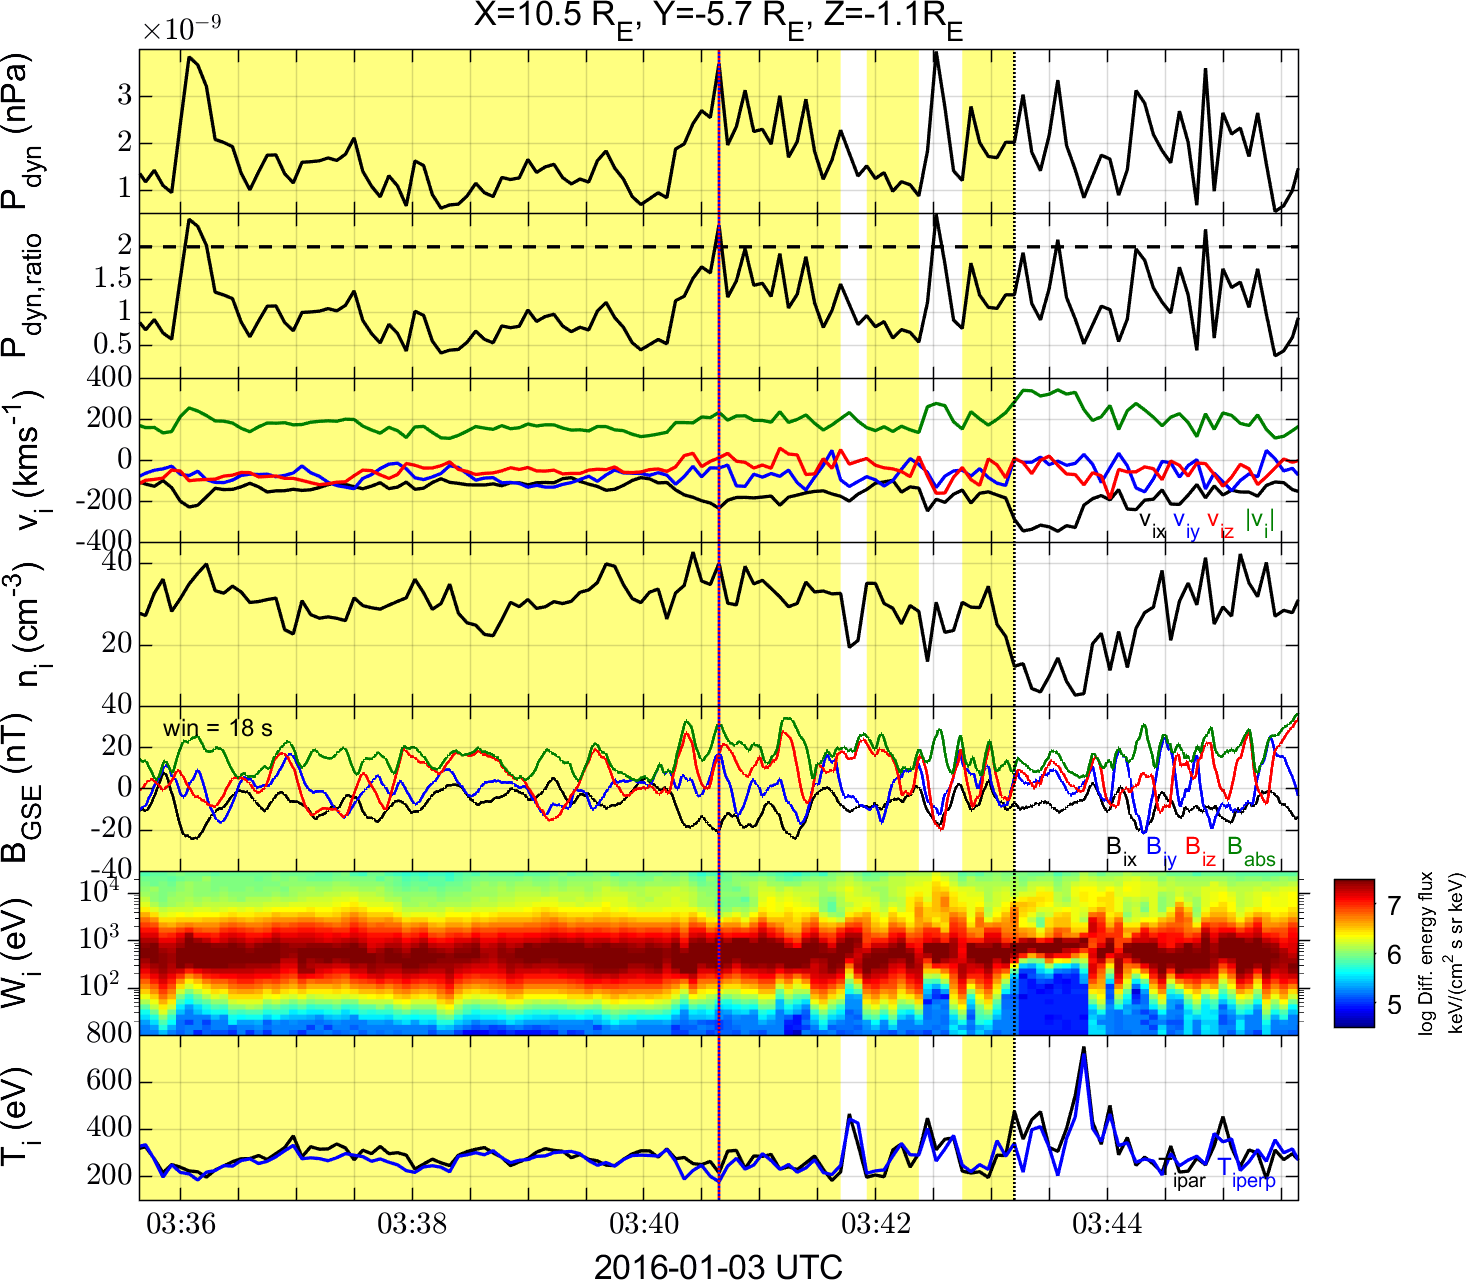 X=10.5 R_E, Y=-5.7 R_E, Z=-1.1R_E
×10^-9
P_dyn (nPa)
3
2
1
P_dyn,ratio
2
1.5
1
0.5
v_i (kms^-1)
400
200
0
-200
-400
v_ix v_iy v_iz |v_i|
n_i (cm^-3)
40
20
B_GSE (nT)
40
20
0
-20
-40
win = 18 s
B_ix B_iy B_iz B_abs
W_i (eV)
10^4
10^3
10^2
7
6
5
log Diff. energy flux
keV/(cm^2 s sr keV)
T_i (eV)
800
600
400
200
T_ipar T_iperp
03:36 03:38 03:40 03:42 03:44
2016-01-03 UTC